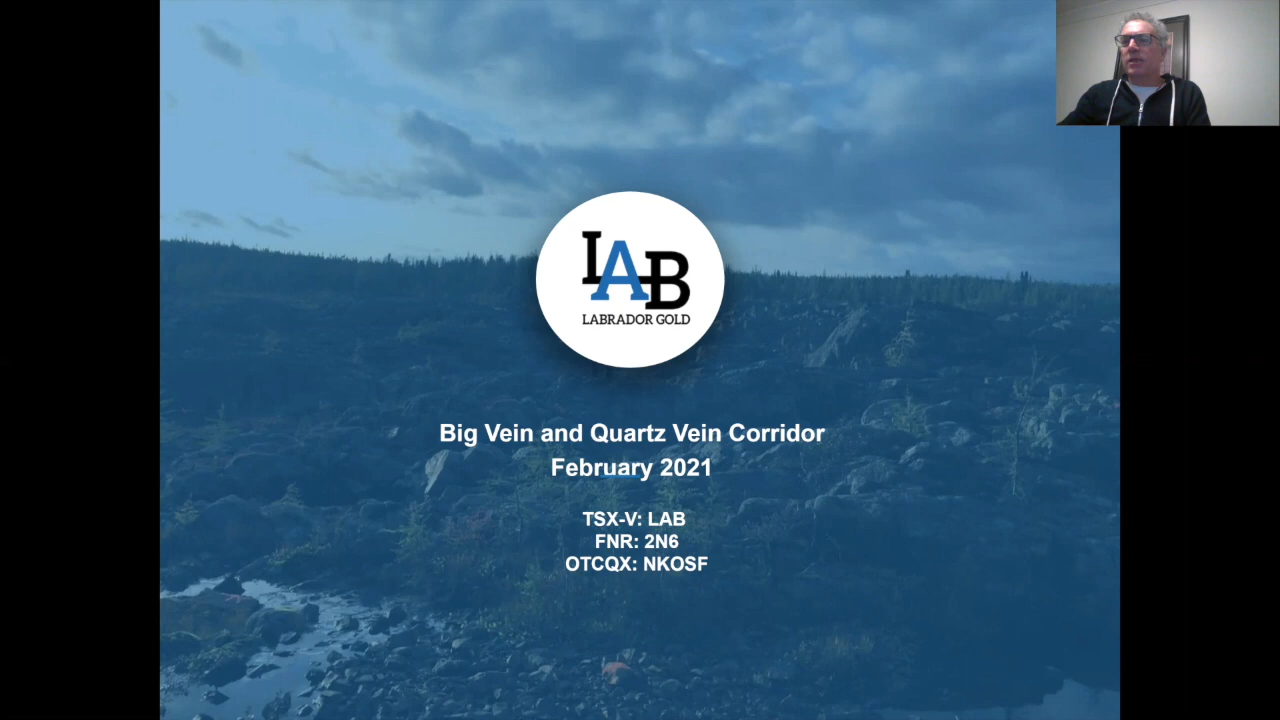 LAB
LABRADOR GOLD
Big Vein and Quartz Vein Corridor
February 2021
TSX-V: LAB
FNR: 2N6
OTCQX: NKOSF